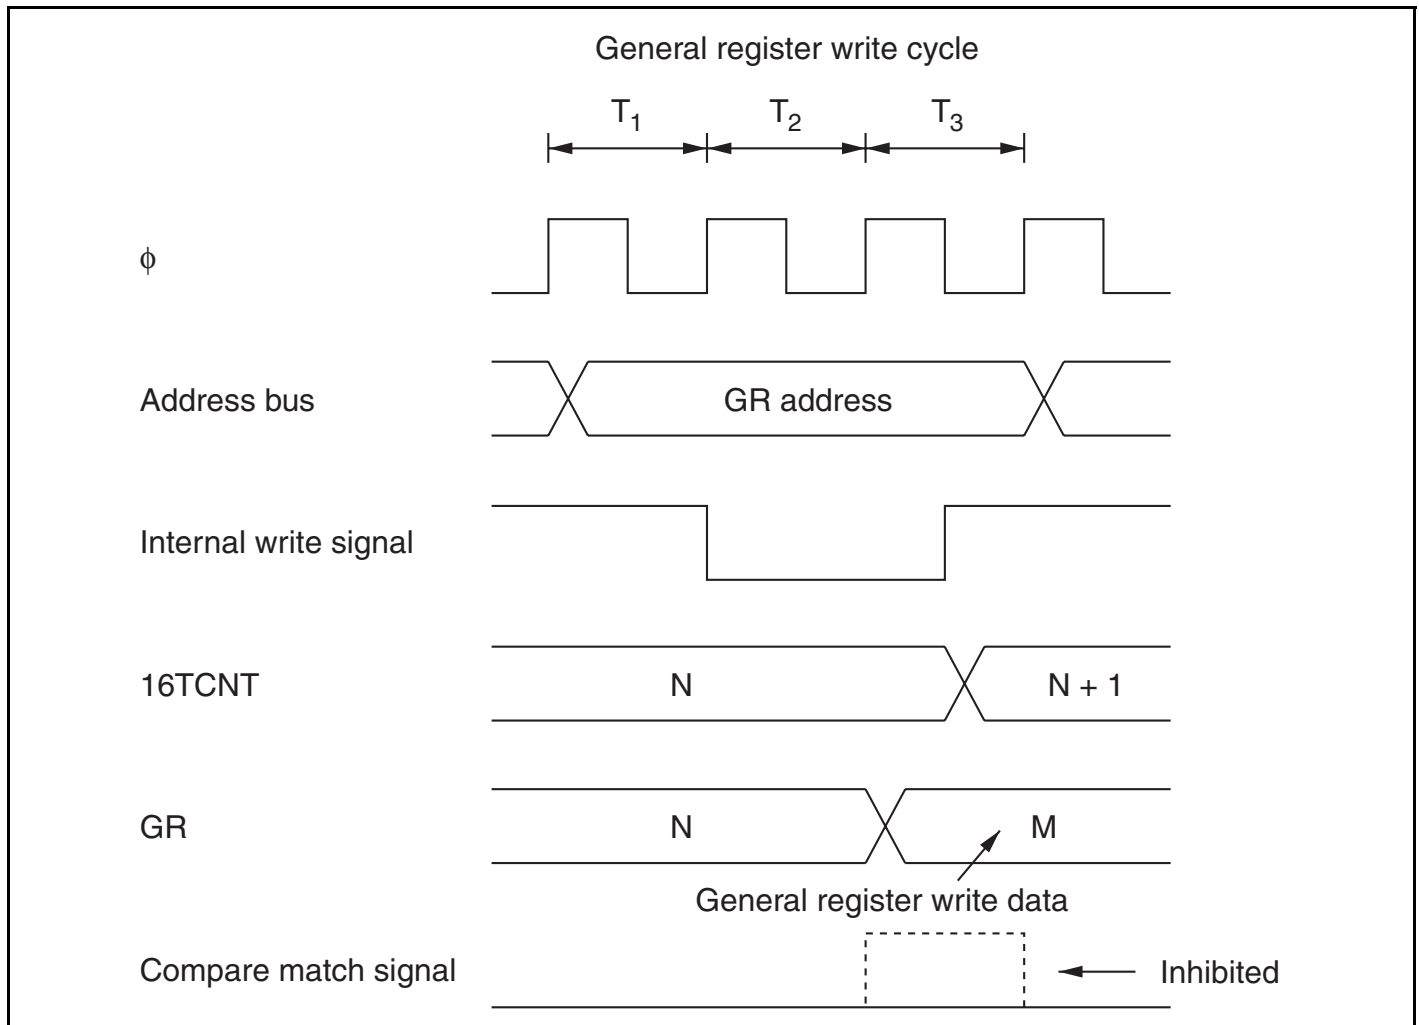 General register write cycle
T1 T2 T3
ϕ
Address bus GR address
Internal write signal
16TCNT N N + 1
GR N M
General register write data
Compare match signal Inhibited